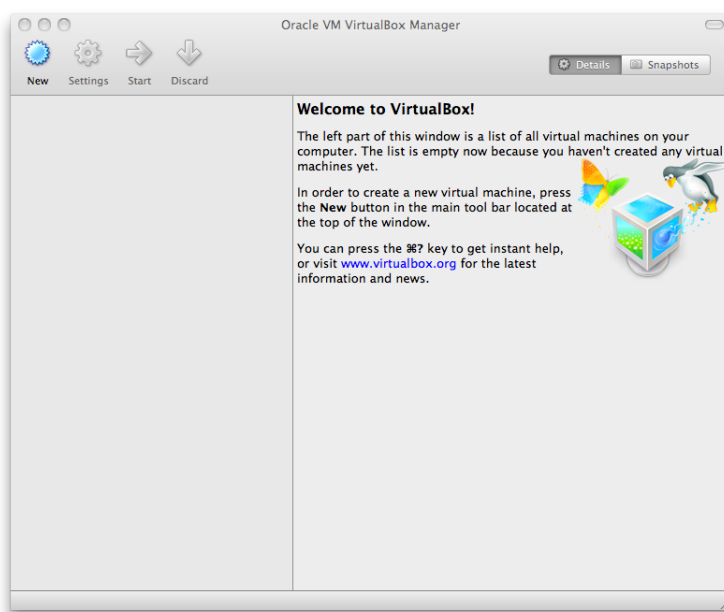 Oracle VM VirtualBox Manager
New Settings Start Discard
Details Snapshots
Welcome to VirtualBox!
The left part of this window is a list of all virtual machines on your
computer. The list is empty now because you haven't created any virtual
machines yet.
In order to create a new virtual machine, press
the New button in the main tool bar located at
the top of the window.
You can press the ⌘? key to get instant help,
or visit www.virtualbox.org for the latest
information and news.